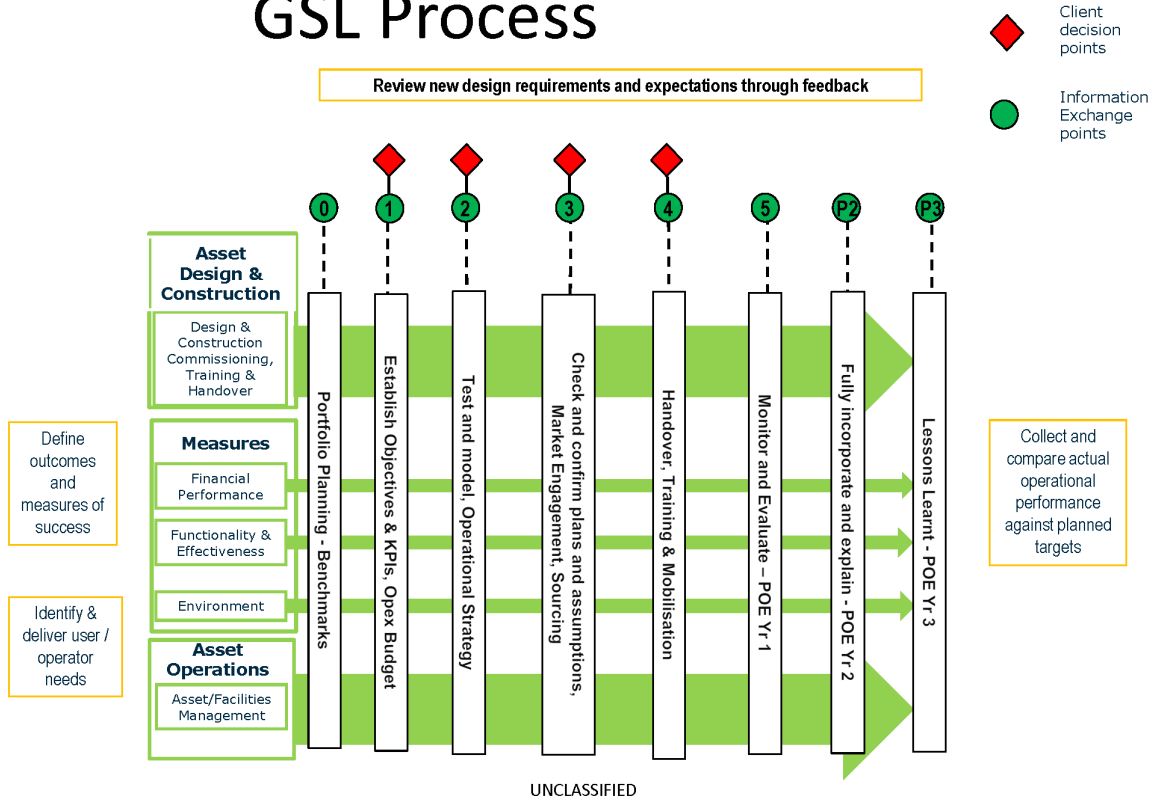 GSL Process
Client
decision
points
Review new design requirements and expectations through feedback
Information
Exchange
points
0
1
2
3
4
5
P2
P3
Asset
Design &
Construction
Design &
Construction
Commissioning,
Training &
Handover
Measures
Financial
Performance
Functionality &
Effectiveness
Environment
Asset
Operations
Asset/Facilities
Management
Define
outcomes
and
measures of
success
Identify &
deliver user /
operator
needs
Portfolio Planning - Benchmarks
Establish Objectives & KPIs, Opex Budget
Test and model, Operational Strategy
Check and confirm plans and assumptions,
Market Engagement, Sourcing
Handover, Training & Mobilisation
Monitor and Evaluate – POE Yr 1
Fully incorporate and explain - POE Yr 2
Lessons Learnt - POE Yr 3
Collect and
compare actual
operational
performance
against planned
targets
UNCLASSIFIED